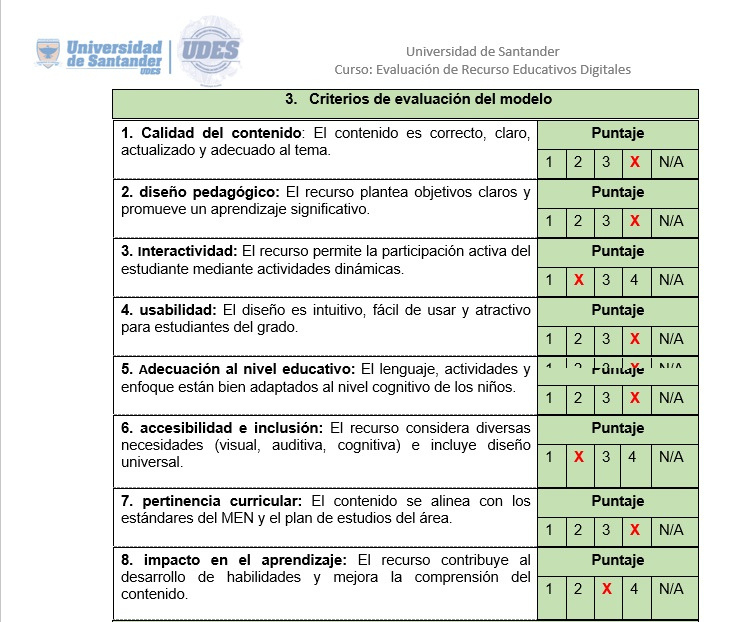 Universidad
de Santander
UDES
UDES
Universidad de Santander
Curso: Evaluación de Recurso Educativos Digitales
3. Criterios de evaluación del modelo
1. Calidad del contenido: El contenido es correcto, claro,
actualizado y adecuado al tema.
Puntaje
1 2 3 X N/A
2. diseño pedagógico: El recurso plantea objetivos claros y
promueve un aprendizaje significativo.
Puntaje
1 2 3 X N/A
3. Interactividad: El recurso permite la participación activa del
estudiante mediante actividades dinámicas.
Puntaje
1 X 3 4 N/A
4. usabilidad: El diseño es intuitivo, fácil de usar y atractivo
para estudiantes del grado.
Puntaje
1 2 3 X N/A
5. Adecuación al nivel educativo: El lenguaje, actividades y
enfoque están bien adaptados al nivel cognitivo de los niños.
Puntaje
1 2 3 X N/A
6. accesibilidad e inclusión: El recurso considera diversas
necesidades (visual, auditiva, cognitiva) e incluye diseño
universal.
Puntaje
1 X 3 4 N/A
7. pertinencia curricular: El contenido se alinea con los
estándares del MEN y el plan de estudios del área.
Puntaje
1 2 3 X N/A
8. impacto en el aprendizaje: El recurso contribuye al
desarrollo de habilidades y mejora la comprensión del
contenido.
Puntaje
1 2 X 4 N/A